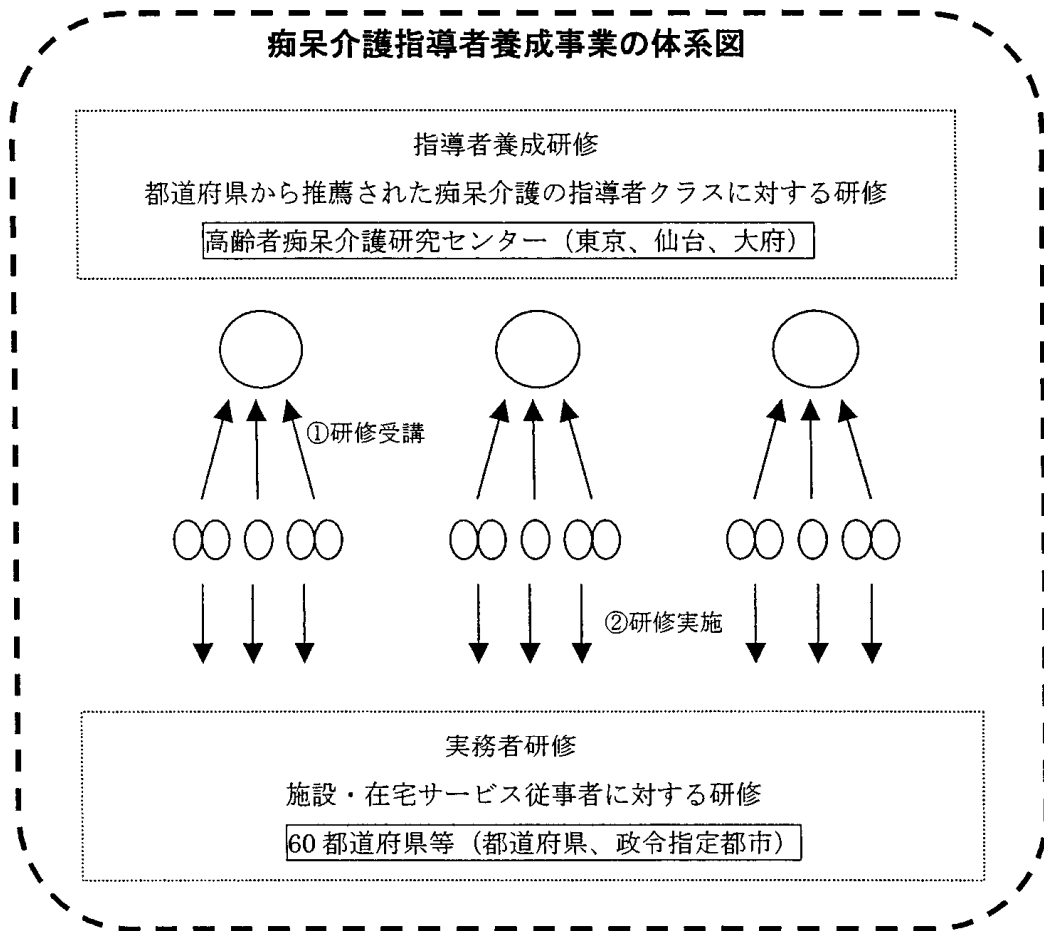 痴呆介護指導者養成事業の体系図
指導者養成研修
都道府県から推薦された痴呆介護の指導者クラスに対する研修
高齢者痴呆介護研究センター(東京、仙台、大府)
①研修受講
②研修実施
実務者研修
施設・在宅サービス従事者に対する研修
60都道府県等(都道府県、政令指定都市)